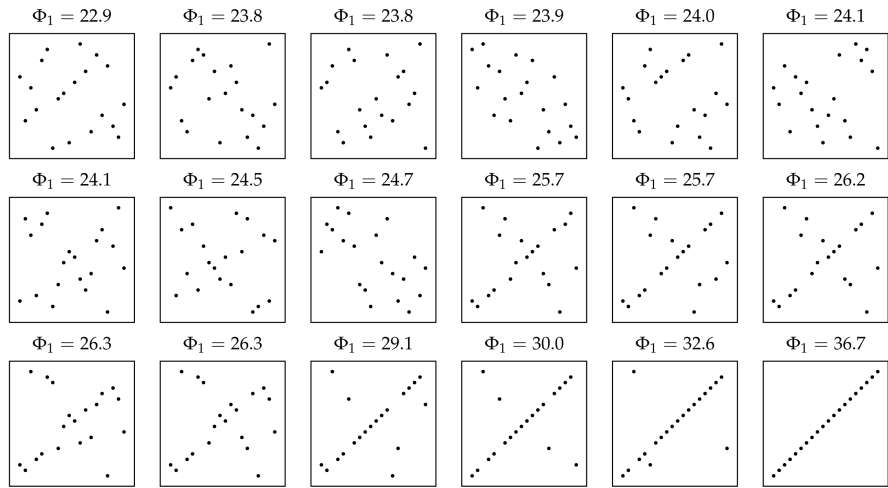 Φ₁ = 22.9
Φ₁ = 23.8
Φ₁ = 23.8
Φ₁ = 23.9
Φ₁ = 24.0
Φ₁ = 24.1
Φ₁ = 24.1
Φ₁ = 24.5
Φ₁ = 24.7
Φ₁ = 25.7
Φ₁ = 25.7
Φ₁ = 26.2
Φ₁ = 26.3
Φ₁ = 26.3
Φ₁ = 29.1
Φ₁ = 30.0
Φ₁ = 32.6
Φ₁ = 36.7